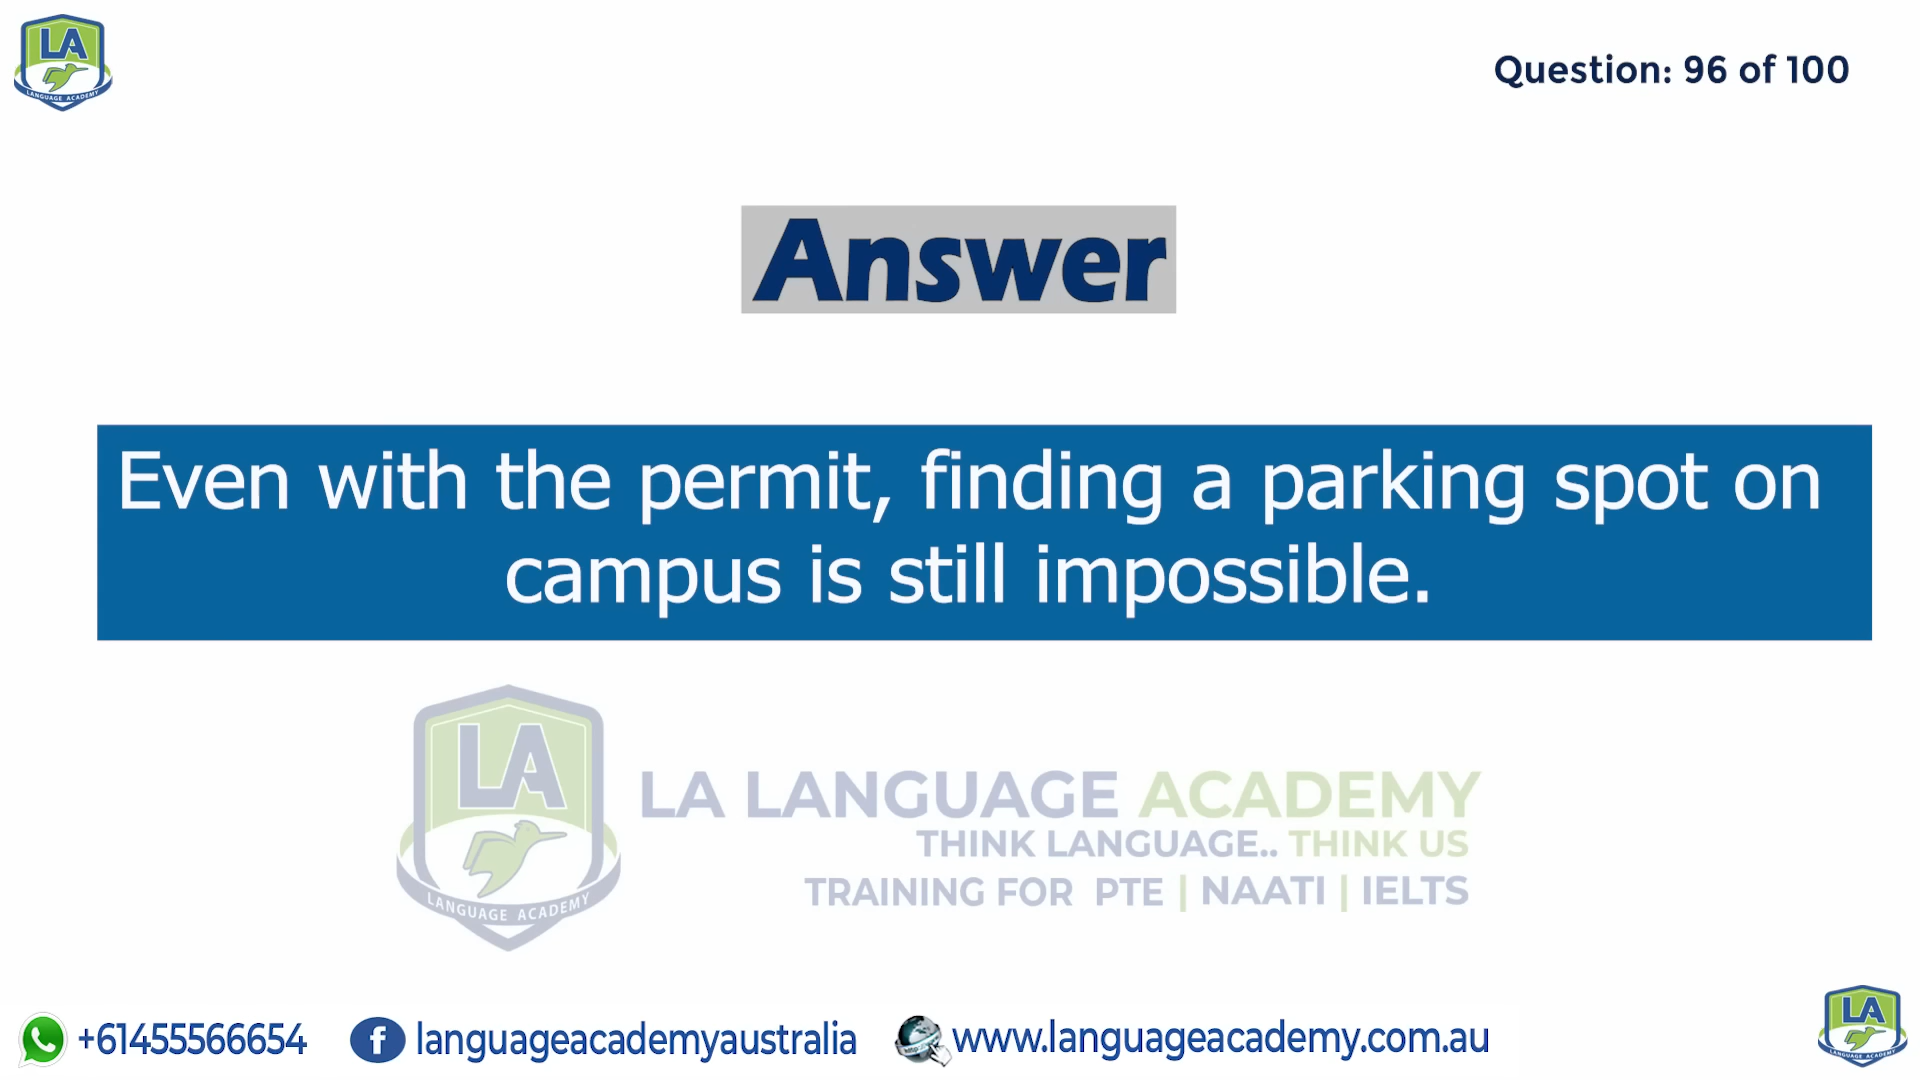 LA
LANGUAGE ACADEMY
Question: 96 of 100
Answer
Even with the permit, finding a parking spot on
campus is still impossible.
LA
LANGUAGE ACADEMY
LA LANGUAGE ACADEMY
THINK LANGUAGE.. THINK US
TRAINING FOR PTE | NAATI | IELTS
+61455566654
languageacademyaustralia
www.languageacademy.com.au
LA
LANGUAGE ACADEMY